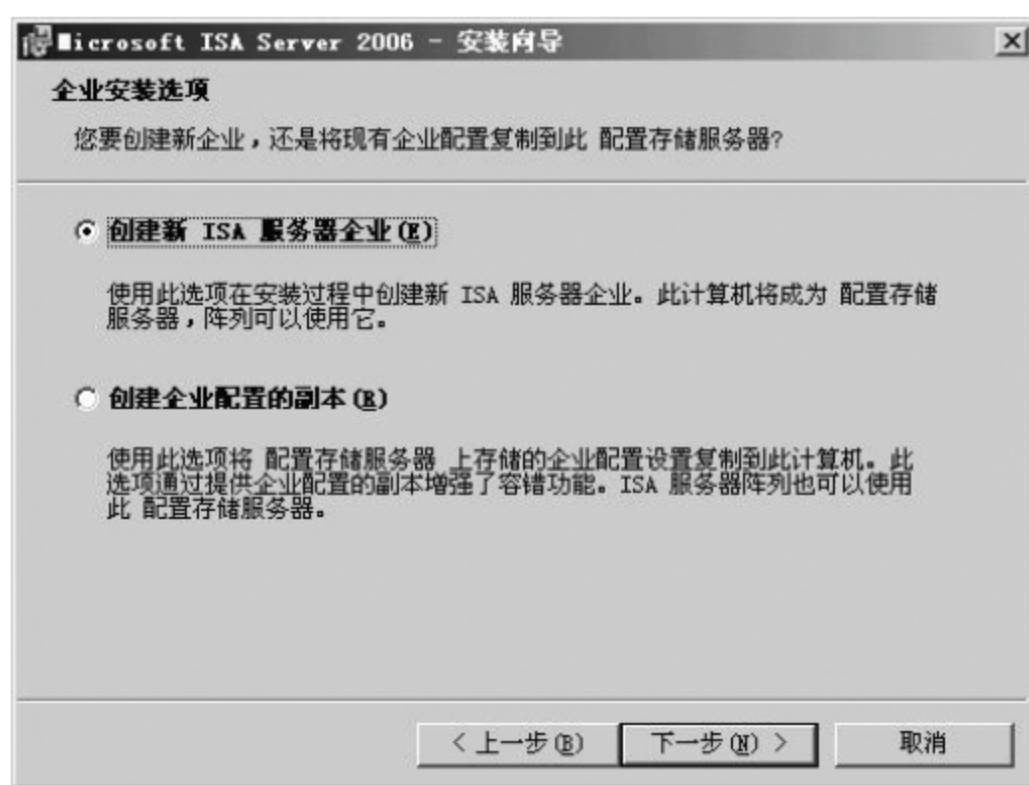 Microsoft ISA Server 2006 - 安装向导
企业安装选项
您要创建新企业，还是将现有企业配置复制到此 配置存储服务器?
创建新 ISA 服务器企业(E)
使用此选项在安装过程中创建新 ISA 服务器企业。此计算机将成为 配置存储
服务器，阵列可以使用它。
创建企业配置的副本(R)
使用此选项将 配置存储服务器 上存储的企业配置设置复制到此计算机。此
选项通过提供企业配置的副本增强了容错功能。ISA 服务器阵列也可以使用
此 配置存储服务器。
< 上一步(B) 下一步(N) > 取消